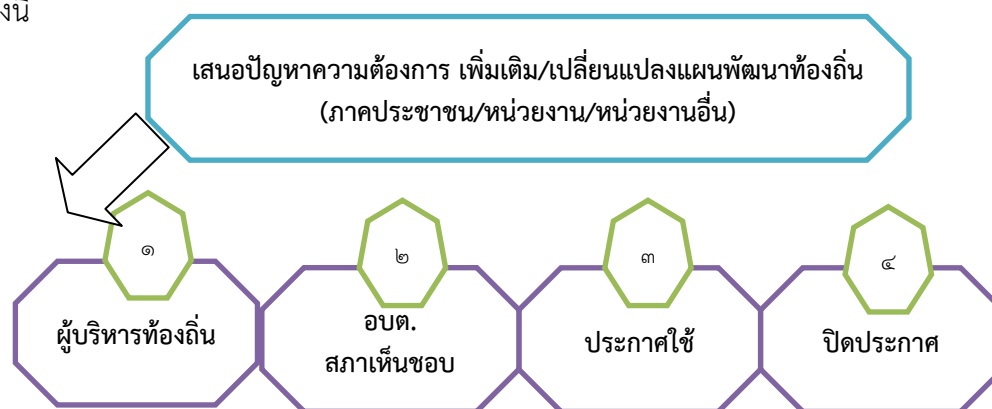 งนี้
เสนอปัญหาความต้องการ เพิ่มเติม/เปลี่ยนแปลงแผนพัฒนาท้องถิ่น
(ภาคประชาชน/หน่วยงาน/หน่วยงานอื่น)
๑
๒
๓
๔
ผู้บริหารท้องถิ่น
อบต.
สภาเห็นชอบ
ประกาศใช้
ปิดประกาศ